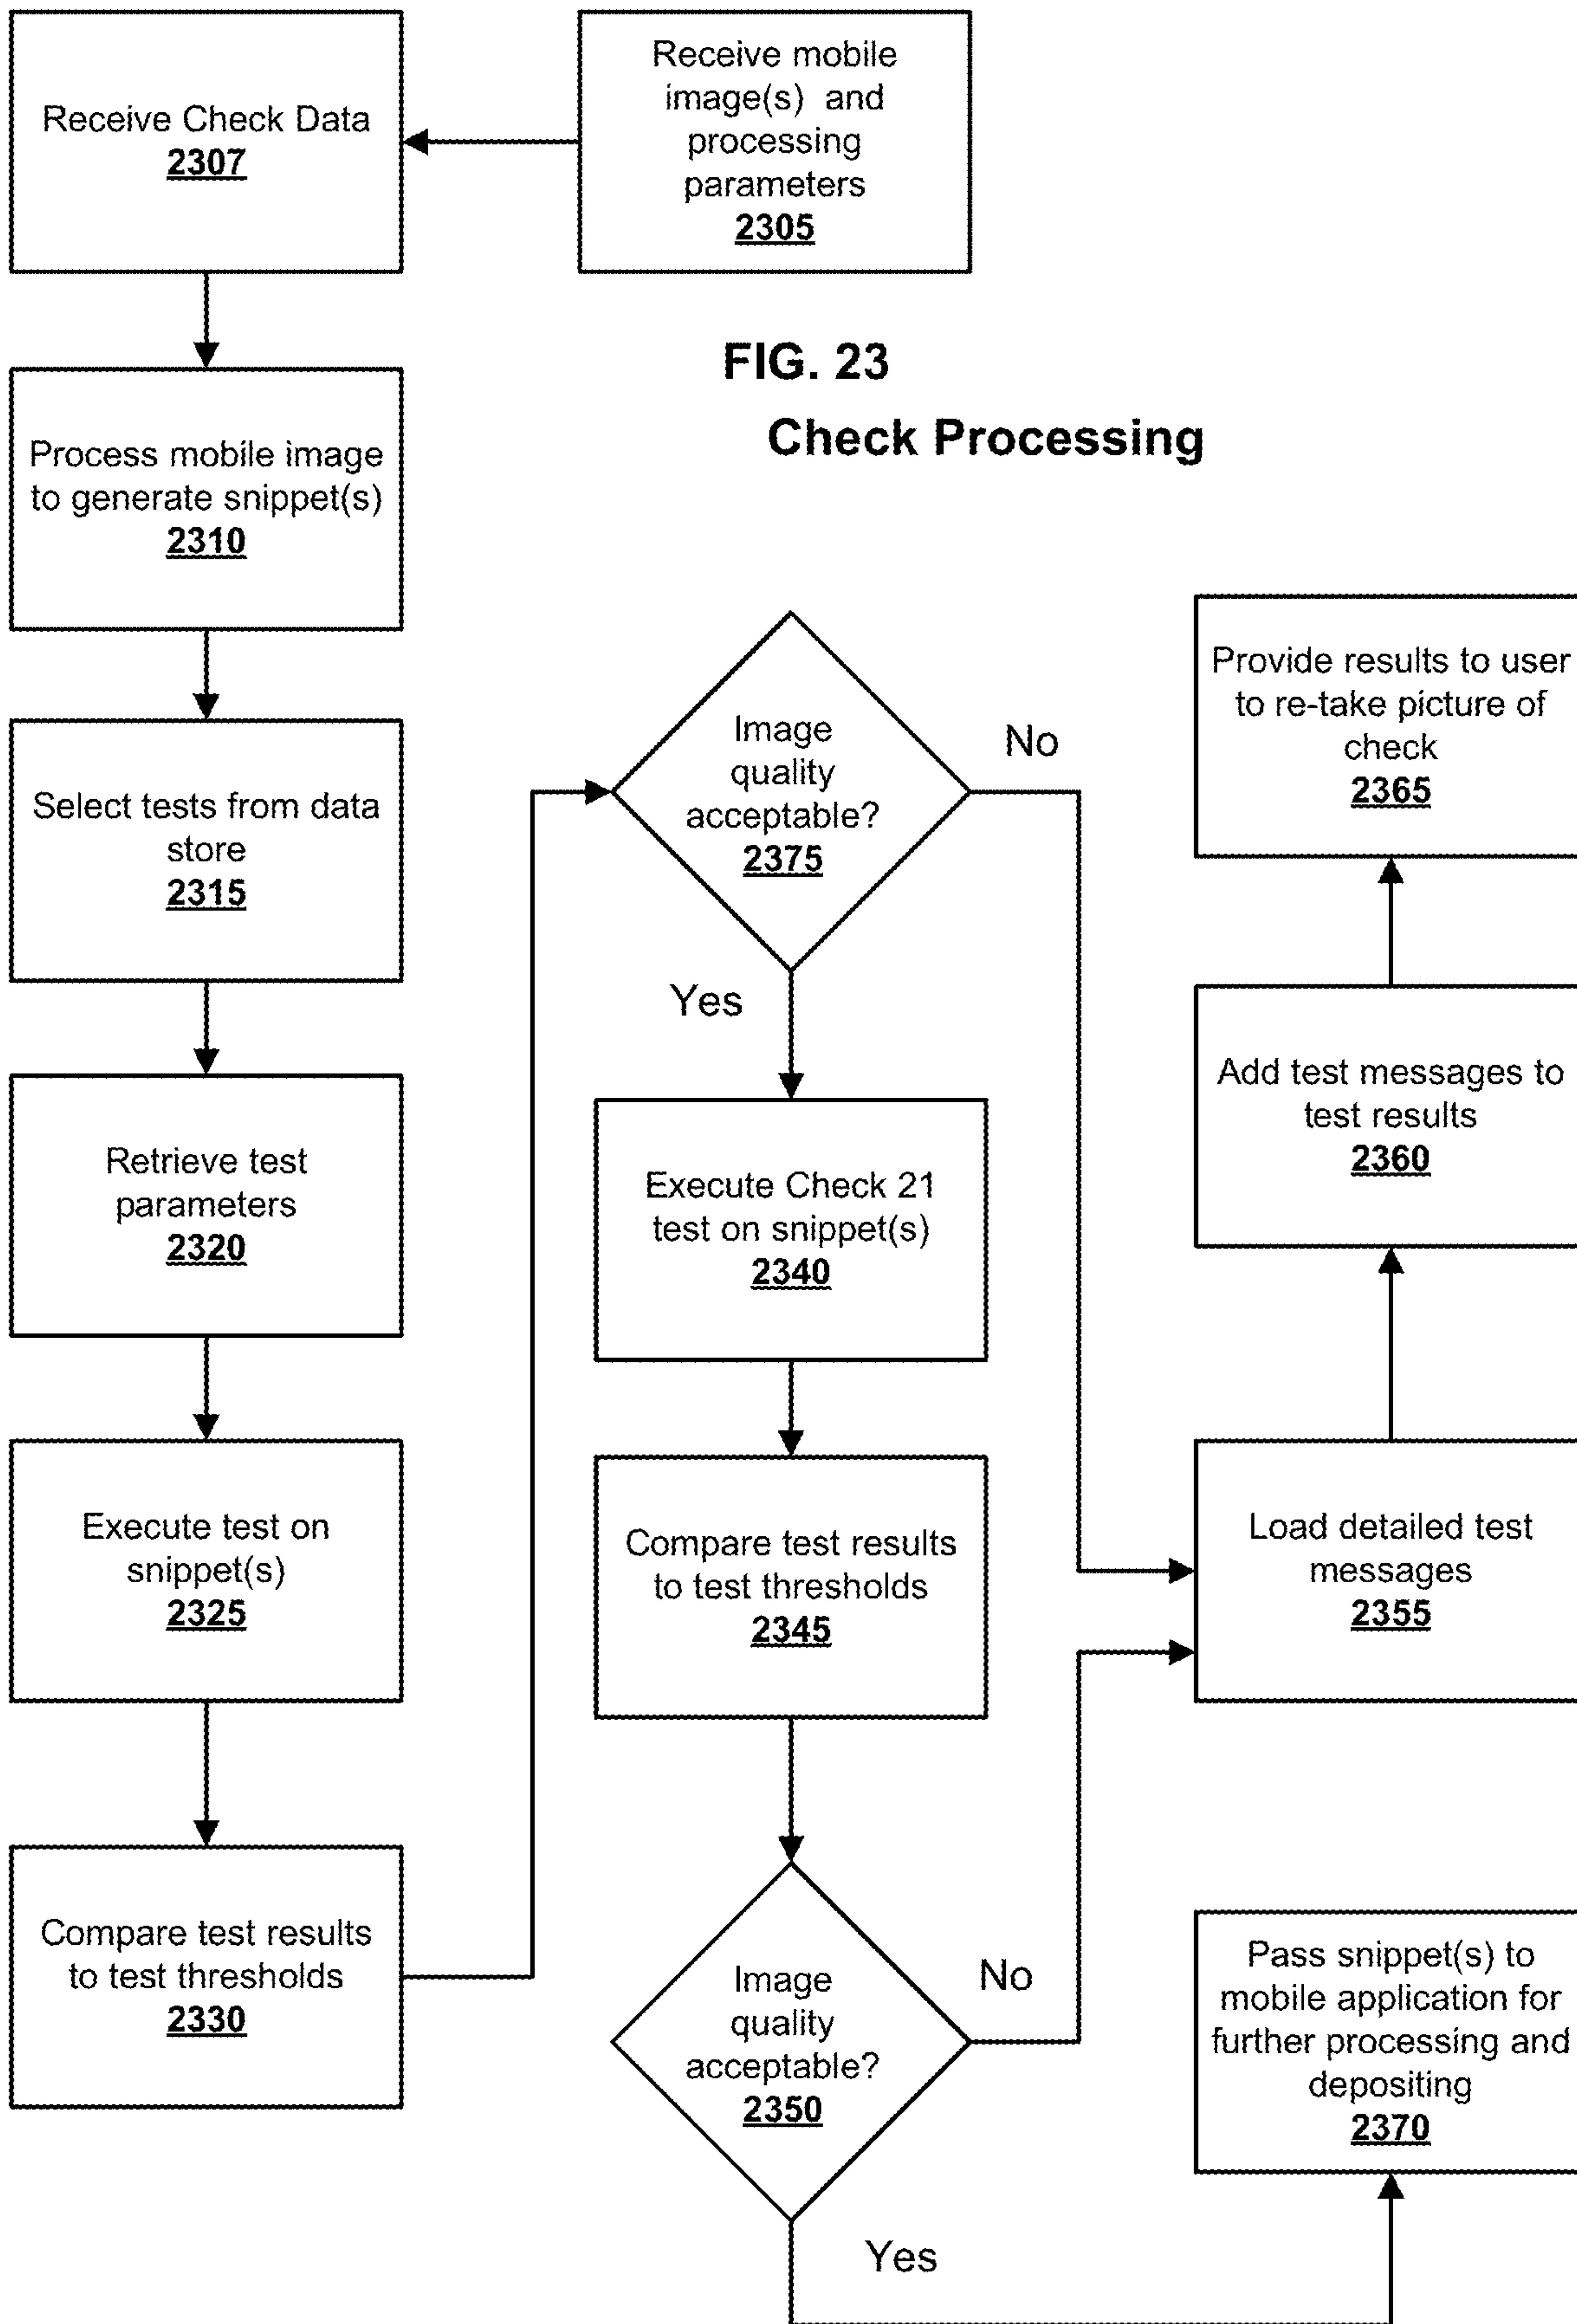 Receive Check Data
2307
Receive mobile
image(s) and
processing
parameters
2305
FIG. 23
Check Processing
Process mobile image
to generate snippet(s)
2310
Select tests from data
store
2315
Retrieve test
parameters
2320
Execute test on
snippet(s)
2325
Compare test results
to test thresholds
2330
Image
quality
acceptable?
2375
No
Yes
Execute Check 21
test on snippet(s)
2340
Compare test results
to test thresholds
2345
Image
quality
acceptable?
2350
No
Yes
Provide results to user
to re-take picture of
check
2365
Add test messages to
test results
2360
Load detailed test
messages
2355
Pass snippet(s) to
mobile application for
further processing and
depositing
2370